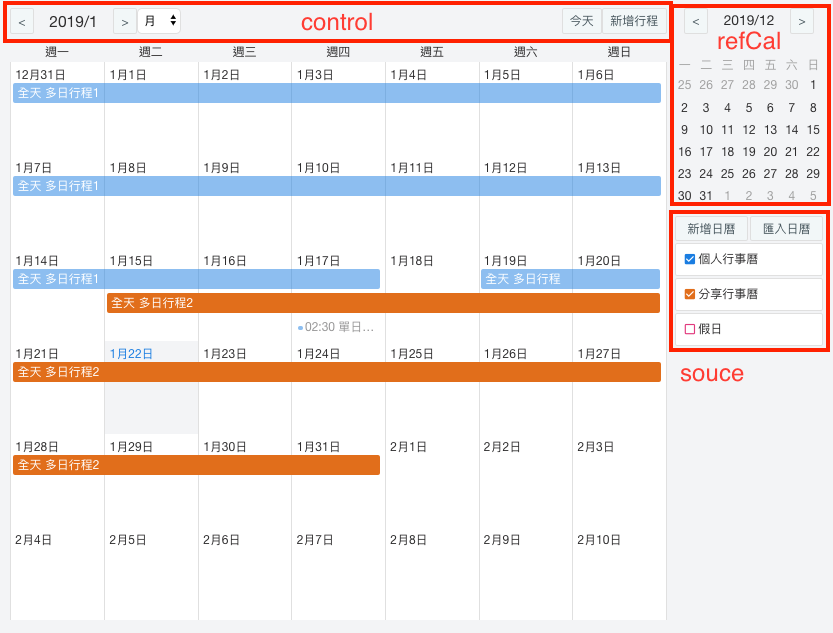 < 2019/1 > 月 control 今天 新增行程
週一 週二 週三 週四 週五 週六 週日
12月31日 1月1日 1月2日 1月3日 1月4日 1月5日 1月6日
全天 多日行程1
1月7日 1月8日 1月9日 1月10日 1月11日 1月12日 1月13日
全天 多日行程1
1月14日 1月15日 1月16日 1月17日 1月18日 1月19日 1月20日
全天 多日行程1 全天 多日行程
全天 多日行程2
02:30 單日...
1月21日 1月22日 1月23日 1月24日 1月25日 1月26日 1月27日
全天 多日行程2
1月28日 1月29日 1月30日 1月31日 2月1日 2月2日 2月3日
全天 多日行程2
2月4日 2月5日 2月6日 2月7日 2月8日 2月9日 2月10日
< 2019/12 >
refCal
一 二 三 四 五 六 日
25 26 27 28 29 30 1
2 3 4 5 6 7 8
9 10 11 12 13 14 15
16 17 18 19 20 21 22
23 24 25 26 27 28 29
30 31 1 2 3 4 5
新增日曆 匯入日曆
個人行事曆
分享行事曆
假日
souce